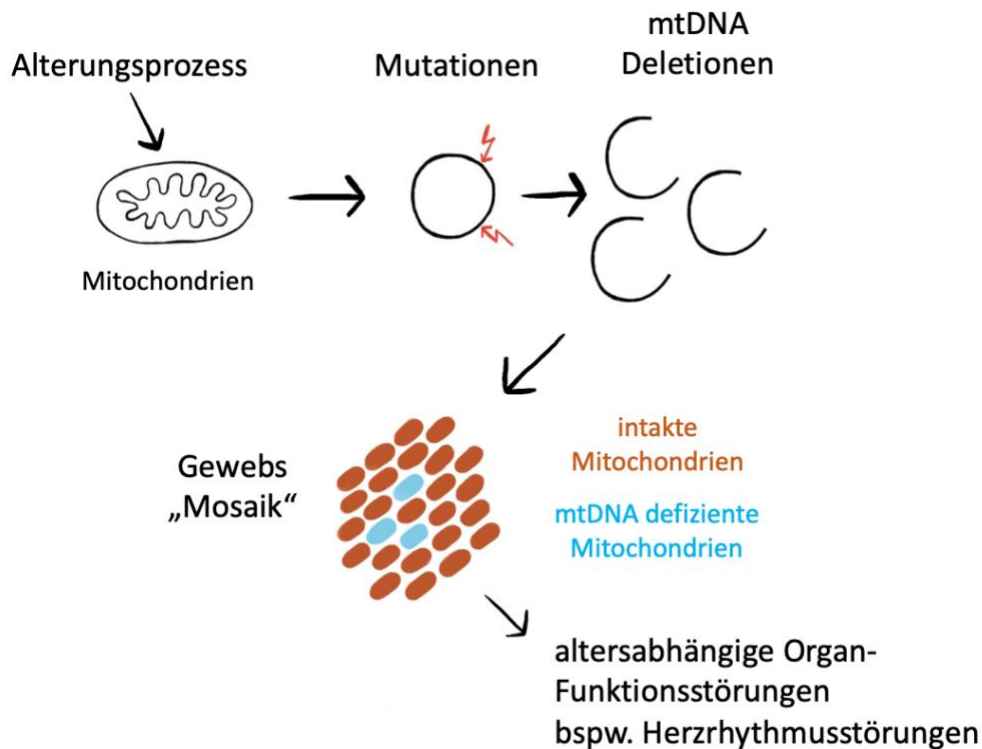 Alterungsprozess
Mutationen
mtDNA
Deletionen
Mitochondrien
Gewebs
„Mosaik“
intakte
Mitochondrien
mtDNA defiziente
Mitochondrien
altersabhängige Organ-
Funktionsstörungen
bspw. Herzrhythmusstörungen